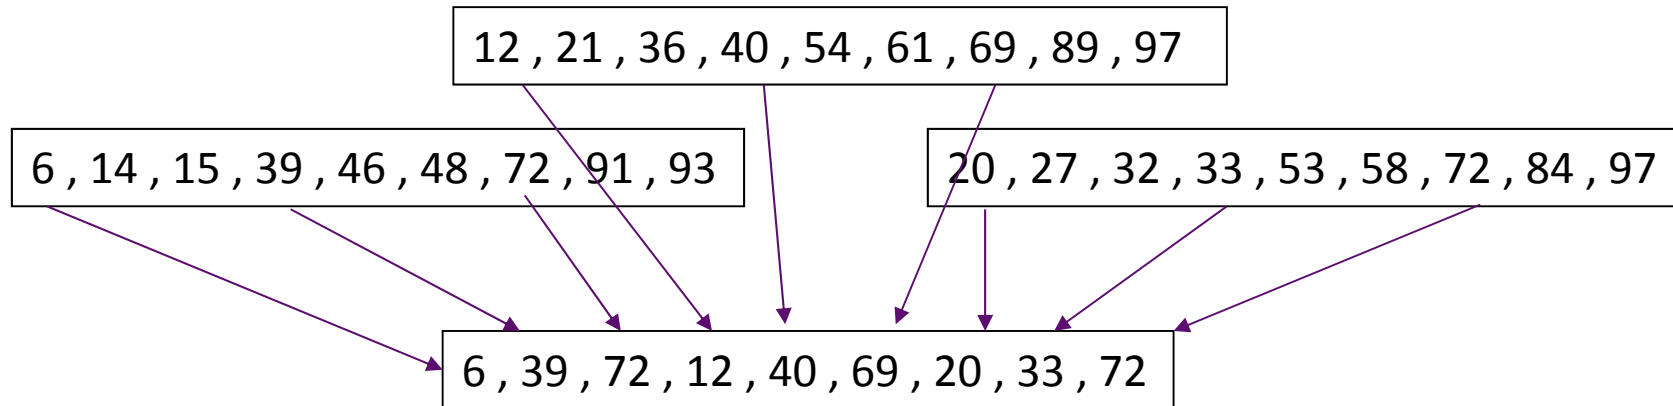 12 , 21 , 36 , 40 , 54 , 61 , 69 , 89 , 97
6 , 14 , 15 , 39 , 46 , 48 , 72 , 91 , 93
20 , 27 , 32 , 33 , 53 , 58 , 72 , 84 , 97
6 , 39 , 72 , 12 , 40 , 69 , 20 , 33 , 72